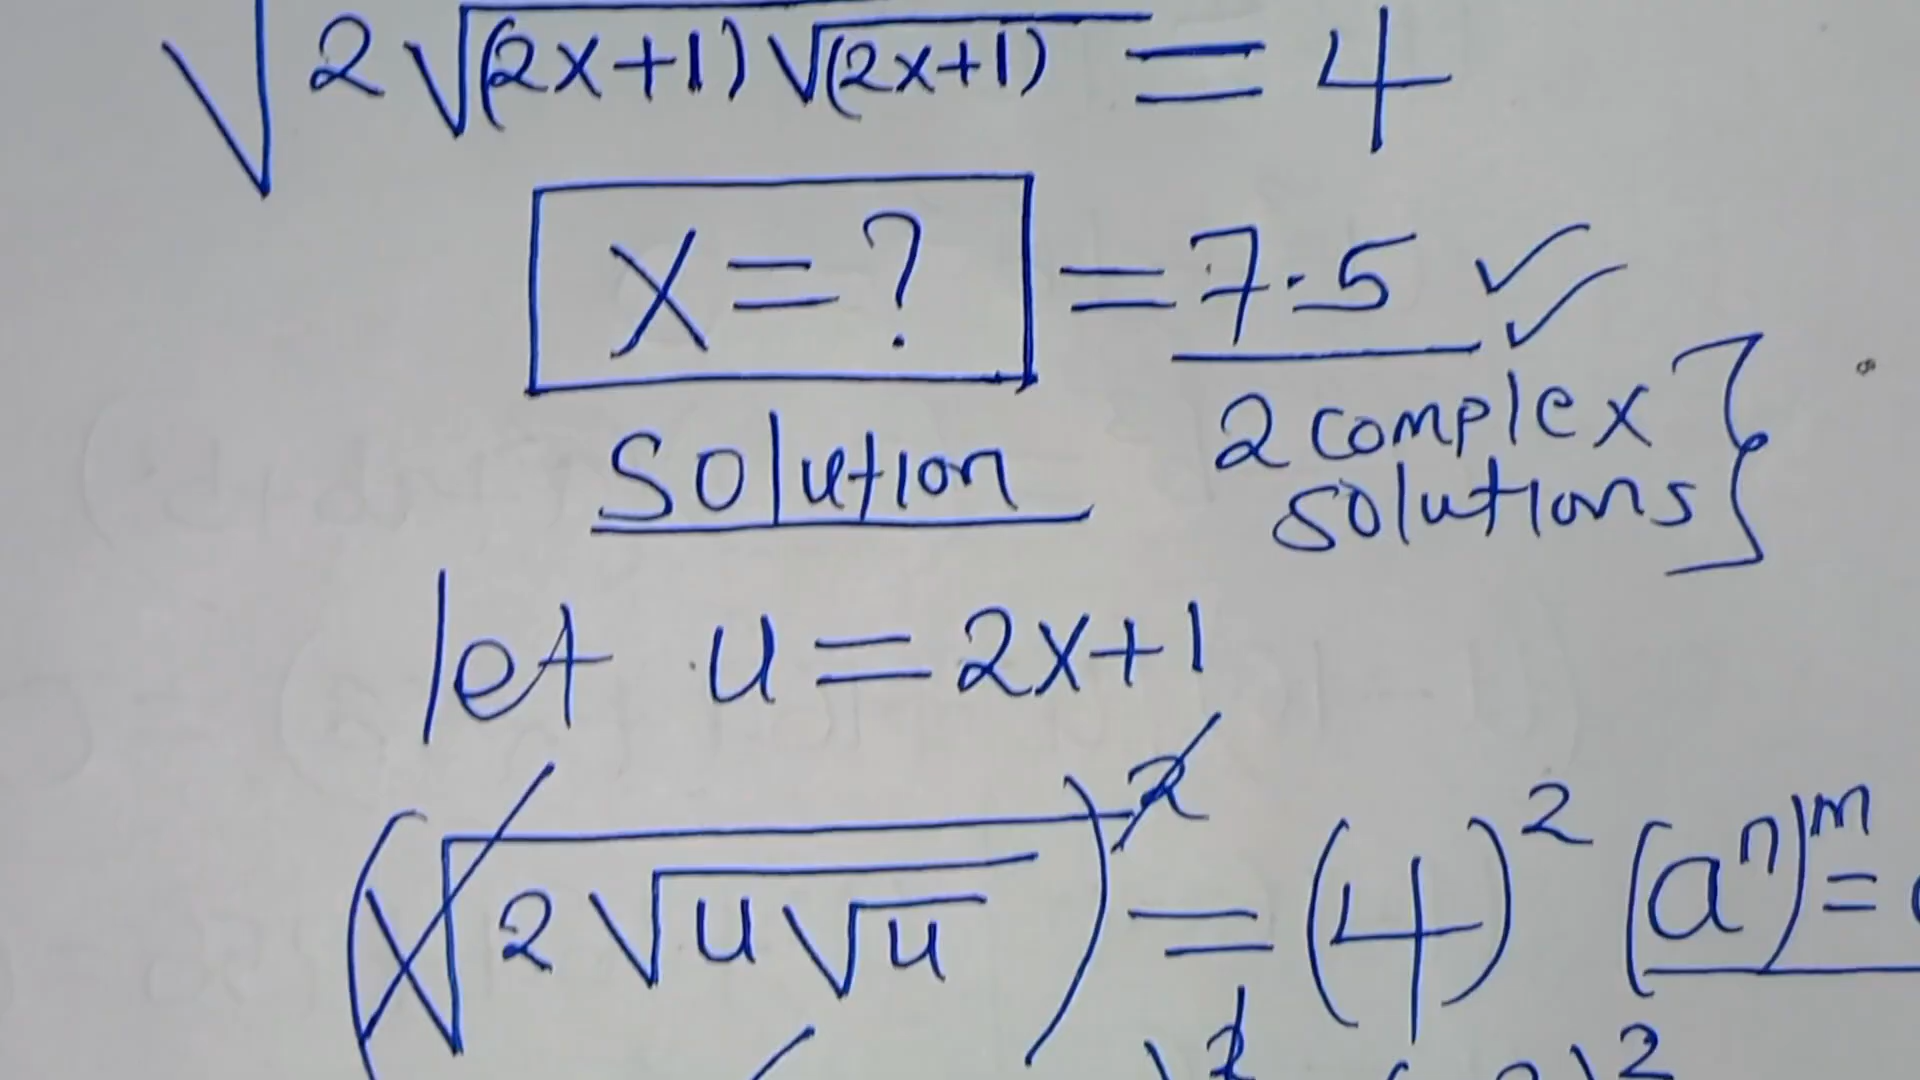 √2√(2x+1)√(2x+1) = 4
x = ? = 7.5 ✓✓
Solution
2 complex
solutions }
let u = 2x+1
(√2√u√u)² = (4)² (aⁿ)ᵐ =